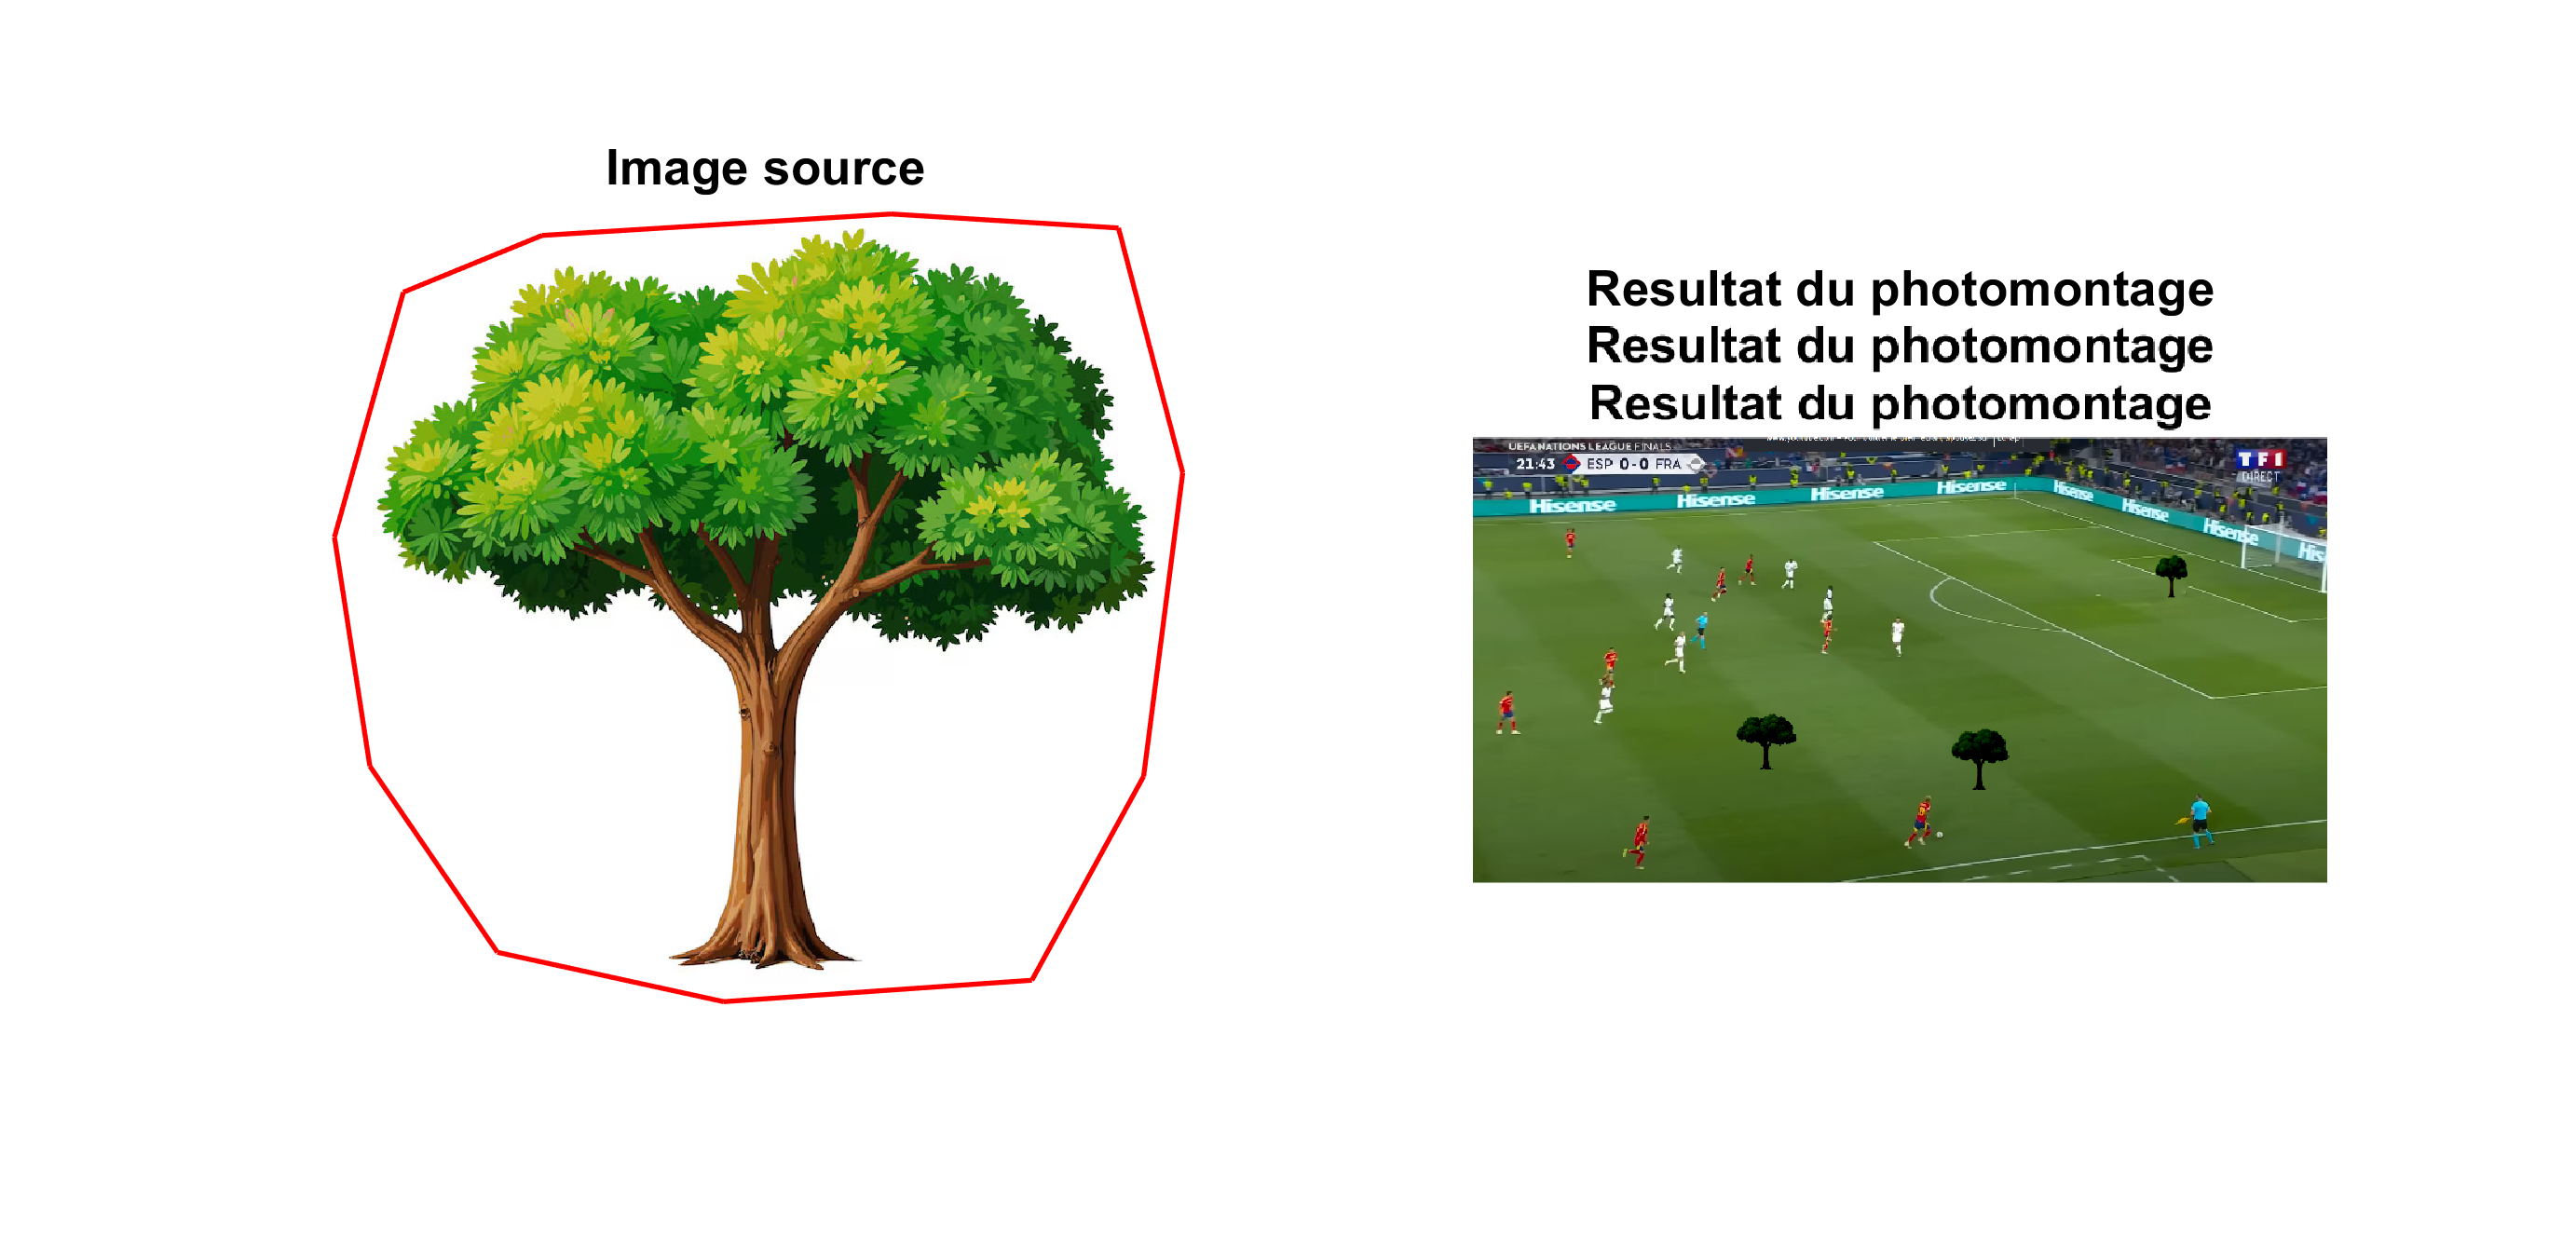 Image source
Resultat du photomontage
Resultat du photomontage
Resultat du photomontage
UEFA NATIONS LEAGUE FINALS
21:43 ESP 0-0 FRA
TF1
DIRECT
Hisense Hisense Hisense Hisense Hisense Hisense Hisense His